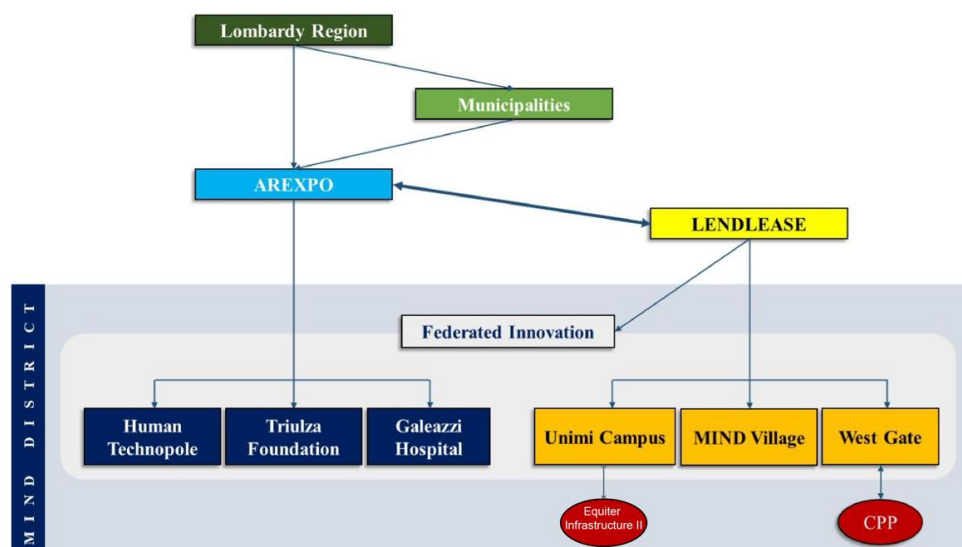 Lombardy Region
Municipalities
AREXPO
LENDLEASE
MIND DISTRICT
Federated Innovation
Human
Technopole
Triulza
Foundation
Galeazzi
Hospital
Unimi Campus
MIND Village
West Gate
Equiter
Infrastructure II
CPP